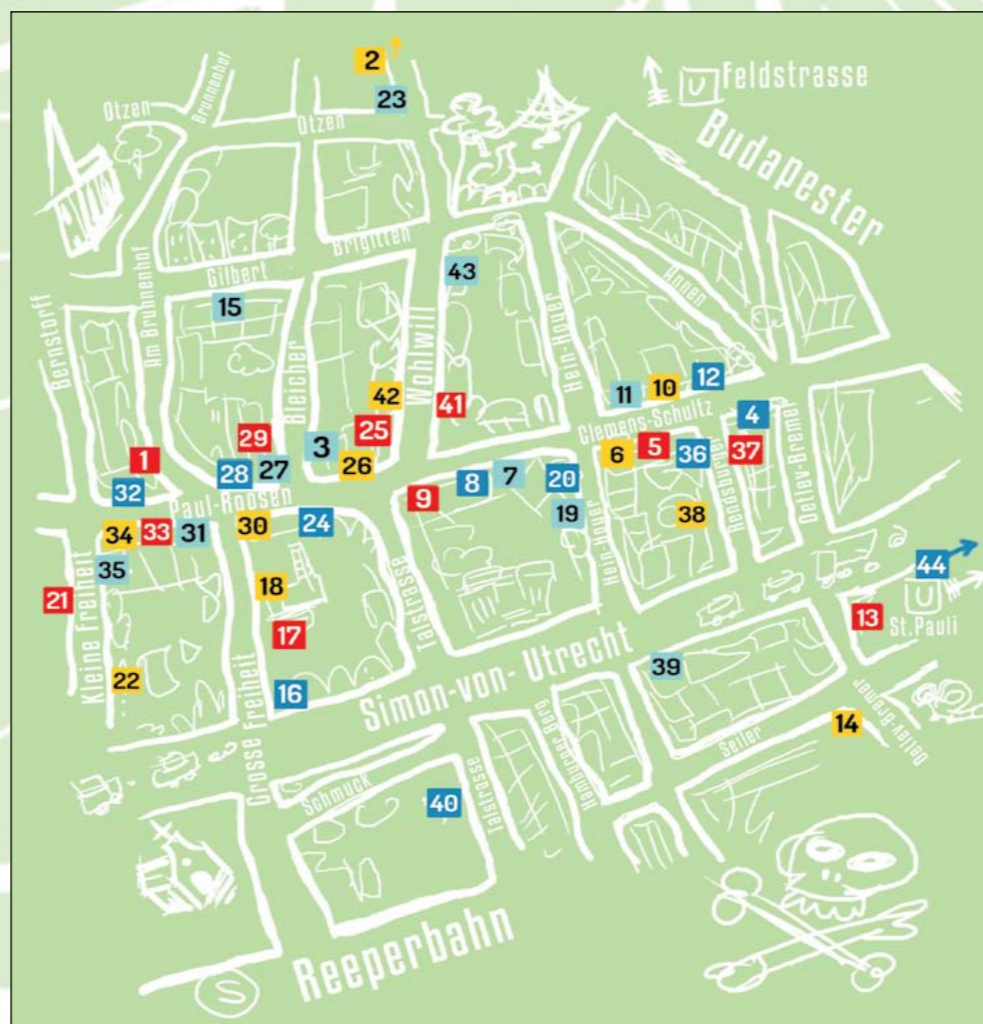 2
23
U Feldstrasse
Otzen
Brunnenhof
Otzen
Budapester
Brigitten
Gilbert
43
15
Annen
Bernstorff
Am Brunnenhof
Bleicher
Wohlwill
Hein Hoyer
42
41
11
10
12
4
29
3
25
26
Clemens-Schultz
6
5
36
37
1
28
27
8
7
20
32
Paul-Roosen
9
19
38
Rendsburger
Detlev-Bremer
34
33
31
30
24
Hein Hoyer
35
18
21
44
Kleine Freiheit
17
Talstrasse
13
U
St.Pauli
22
16
Simon-von- Utrecht
39
Grosse Freiheit
14
Seiler
Detlev-Bremer
Hamburger Berg
Schmuck
40
Talstrasse
Reeperbahn
S